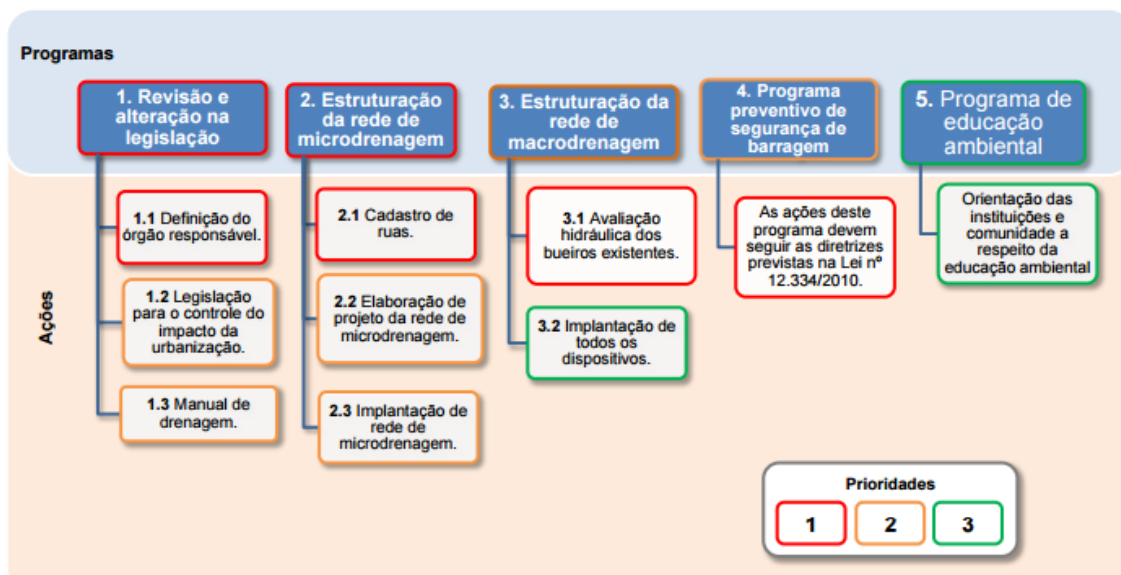 Programas
1. Revisão e
alteração na
legislação
2. Estruturação
da rede de
microdrenagem
3. Estruturação da
rede de
macrodrenagem
4. Programa
preventivo de
segurança de
barragem
5. Programa de
educação
ambiental
Ações
1.1 Definição do
órgão responsável.
1.2 Legislação
para o controle do
impacto da
urbanização.
1.3 Manual de
drenagem.
2.1 Cadastro de
ruas.
2.2 Elaboração de
projeto da rede de
microdrenagem.
2.3 Implantação de
rede de
microdrenagem.
3.1 Avaliação
hidráulica dos
bueiros existentes.
3.2 Implantação de
todos os
dispositivos.
As ações deste
programa devem
seguir as diretrizes
previstas na Lei nº
12.334/2010.
Orientação das
instituições e
comunidade a
respeito da
educação ambiental
Prioridades
1 2 3